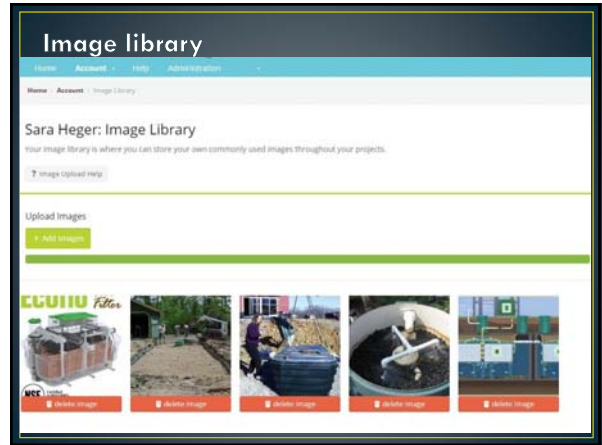 Image library
Home Account Help Administration
Home Account Image Library
Sara Heger: Image Library
Your image library is where you can store your own commonly used images throughout your projects.
? Image Upload Help
Upload Images
+ Add Images
ECONO Filter
NSF
delete image delete image delete image delete image delete image